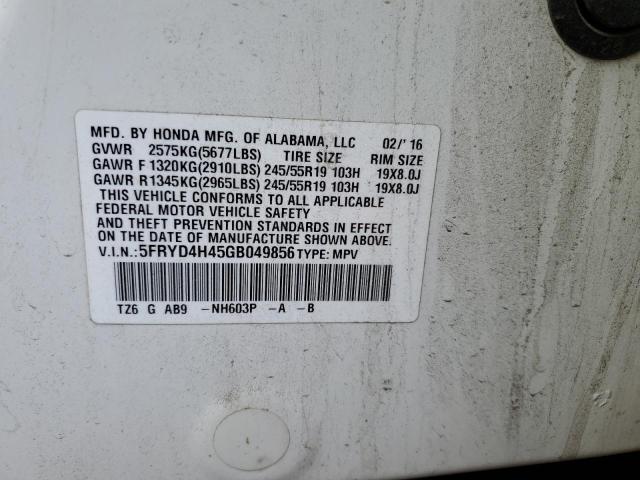 MFD. BY HONDA MFG. OF ALABAMA, LLC 02/'16
GVWR 2575KG(5677LBS) TIRE SIZE RIM SIZE
GAWR F 1320KG(2910LBS) 245/55R19 103H 19X8.0J
GAWR R1345KG(2965LBS) 245/55R19 103H 19X8.0J
THIS VEHICLE CONFORMS TO ALL APPLICABLE
FEDERAL MOTOR VEHICLE SAFETY
AND THEFT PREVENTION STANDARDS IN EFFECT
ON THE DATE OF MANUFACTURE SHOWN ABOVE.
V.I.N.:5FRYD4H45GB049856 TYPE: MPV
TZ6 G AB9 -NH603P -A -B